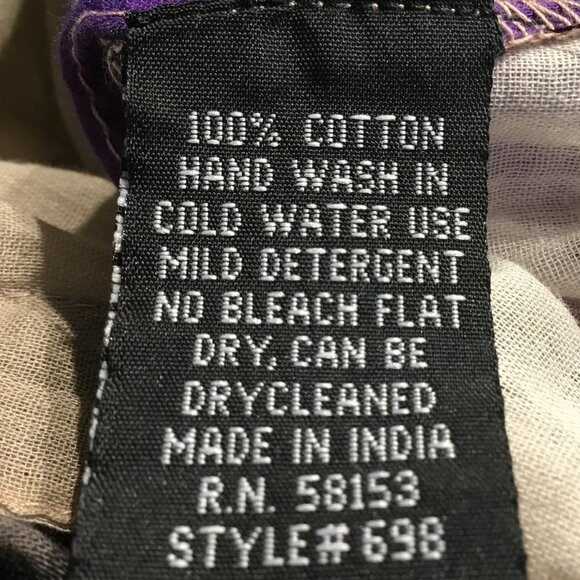 100% COTTON
HAND WASH IN
COLD WATER USE
MILD DETERGENT
NO BLEACH FLAT
DRY, CAN BE
DRYCLEANED
MADE IN INDIA
R.N. 58153
STYLE# 698